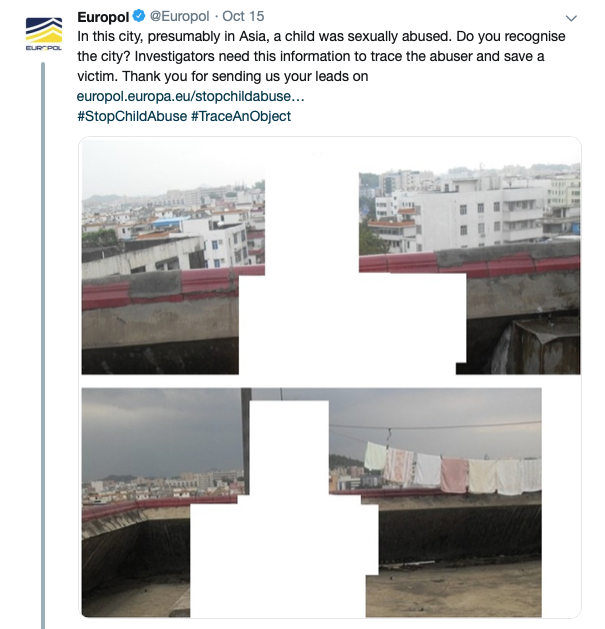 Europol @Europol · Oct 15
In this city, presumably in Asia, a child was sexually abused. Do you recognise
the city? Investigators need this information to trace the abuser and save a
victim. Thank you for sending us your leads on
europol.europa.eu/stopchildabuse…
#StopChildAbuse #TraceAnObject
EUROPOL